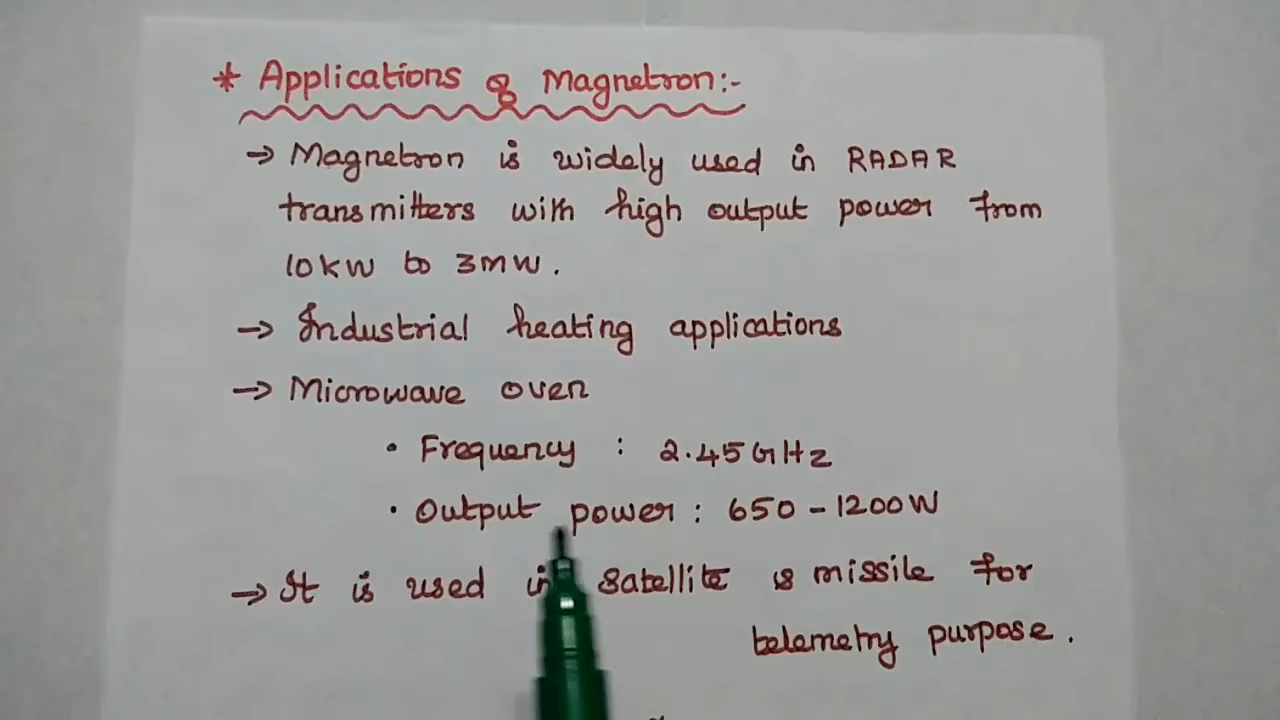 * Applications of Magnetron:-
→ Magnetron is widely used in RADAR
transmitters with high output power from
10KW to 3MW.
→ Industrial heating applications
→ Microwave oven
• Frequency : 2.45GHz
• Output power : 650-1200W
→ It is used in satellite & missile for
telemetry purpose.